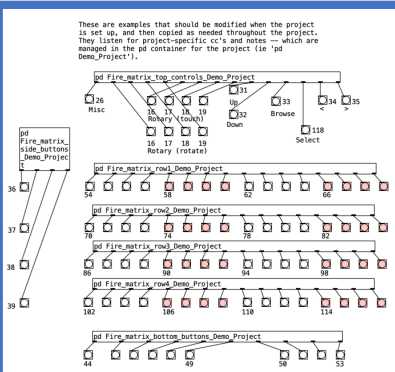 These are examples that should be modified when the project
is set up, and then copied as needed throughout the project.
They listen for project-specific cc's and notes -- which are
managed in the pd container for the project (ie 'pd
Demo_Project').
pd Fire_matrix_top_controls_Demo_Project
26
Misc
16 17 18 19
Rotary (touch)
16 17 18 19
Rotary (rotate)
31
Up
32
Down
33
Browse
34
<
35
>
118
Select
pd
Fire_matrix_
side_buttons
_Demo_Projec
t
36
37
38
39
pd Fire_matrix_row1_Demo_Project
54 58 62 66
pd Fire_matrix_row2_Demo_Project
70 74 78 82
pd Fire_matrix_row3_Demo_Project
86 90 94 98
pd Fire_matrix_row4_Demo_Project
102 106 110 114
pd Fire_matrix_bottom_buttons_Demo_Project
44 49 50 53